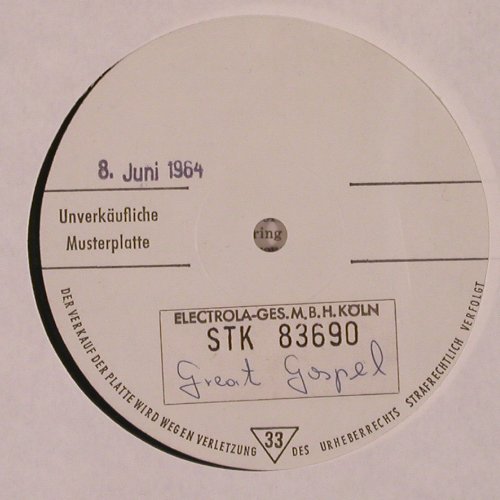 8. Juni 1964
Unverkäufliche
Musterplatte
ring
ELECTROLA-GES.M.B.H. KÖLN
STK 83690
Great Gospel
DER VERKAUF DER PLATTE WIRD WEGEN VERLETZUNG DES URHEBERRECHTS STRAFRECHTLICH VERFOLGT
33